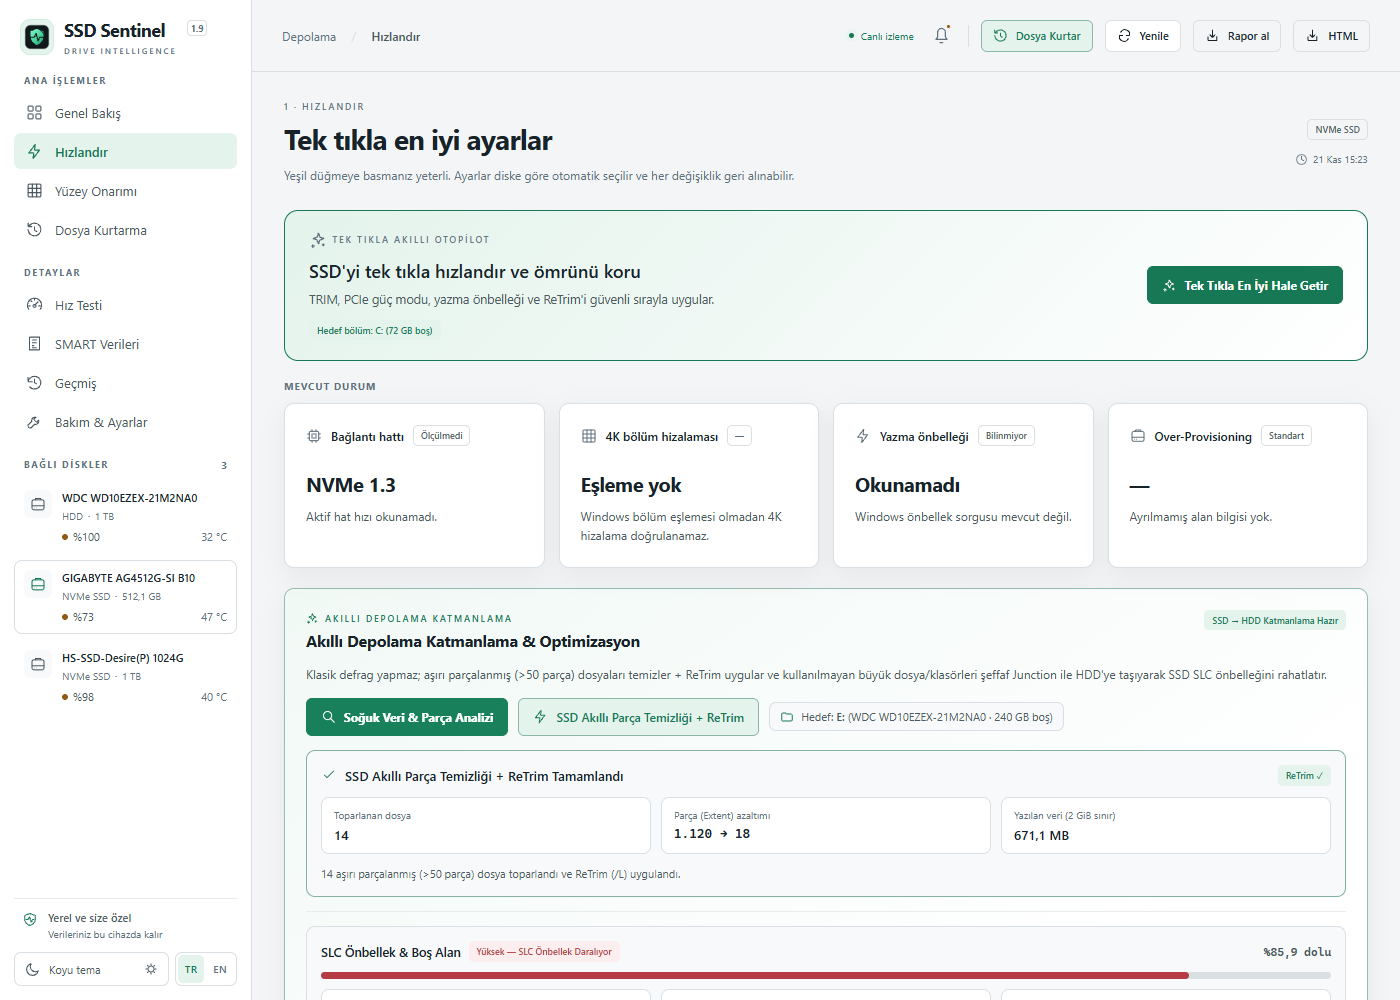 SSD Sentinel
1.9
DRIVE INTELLIGENCE
ANA İŞLEMLER
Genel Bakış
Hızlandır
Yüzey Onarımı
Dosya Kurtarma
DETAYLAR
Hız Testi
SMART Verileri
Geçmiş
Bakım & Ayarlar
BAĞLI DİSKLER
3
WDC WD10EZEX-21M2NA0
HDD · 1 TB
%100
32 °C
GIGABYTE AG4512G-SI B10
NVMe SSD · 512,1 GB
%73
47 °C
HS-SSD-Desire(P) 1024G
NVMe SSD · 1 TB
%98
40 °C
Yerel ve size özel
Verileriniz bu cihazda kalır
Koyu tema
TR
EN
Depolama / Hızlandır
Canlı izleme
Dosya Kurtar
Yenile
Rapor al
HTML
1 · HIZLANDIR
Tek tıkla en iyi ayarlar
Yeşil düğmeye basmanız yeterli. Ayarlar diske göre otomatik seçilir ve her değişiklik geri alınabilir.
NVMe SSD
21 Kas 15:23
TEK TIKLA AKILLI OTOPİLOT
SSD'yi tek tıkla hızlandır ve ömrünü koru
TRIM, PCIe güç modu, yazma önbelleği ve ReTrim'i güvenli sırayla uygular.
Hedef bölüm: C: (72 GB boş)
Tek Tıkla En İyi Hale Getir
MEVCUT DURUM
Bağlantı hattı
Ölçülmedi
NVMe 1.3
Aktif hat hızı okunamadı.
4K bölüm hizalaması
—
Eşleme yok
Windows bölüm eşlemesi olmadan 4K
hizalama doğrulanamaz.
Yazma önbelleği
Bilinmiyor
Okunamadı
Windows önbellek sorgusu mevcut değil.
Over-Provisioning
Standart
—
Ayrılmamış alan bilgisi yok.
AKILLI DEPOLAMA KATMANLAMA
Akıllı Depolama Katmanlama & Optimizasyon
SSD → HDD Katmanlama Hazır
Klasik defrag yapmaz; aşırı parçalanmış (>50 parça) dosyaları temizler + ReTrim uygular ve kullanılmayan büyük dosya/klasörleri şeffaf Junction ile HDD'ye taşıyarak SSD SLC önbelleğini rahatlatır.
Soğuk Veri & Parça Analizi
SSD Akıllı Parça Temizliği + ReTrim
Hedef: E: (WDC WD10EZEX-21M2NA0 · 240 GB boş)
SSD Akıllı Parça Temizliği + ReTrim Tamamlandı
ReTrim ✓
Toparlanan dosya
14
Parça (Extent) azaltımı
1.120 → 18
Yazılan veri (2 GiB sınır)
671,1 MB
14 aşırı parçalanmış (>50 parça) dosya toparlandı ve ReTrim (/L) uygulandı.
SLC Önbellek & Boş Alan
Yüksek — SLC Önbellek Daralıyor
%85,9 dolu